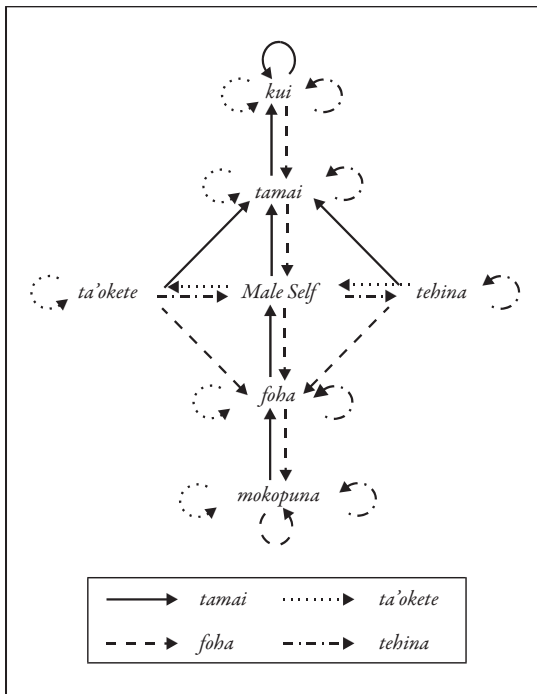 kui
tamai
ta'okete Male Self tehina
foha
mokopuna
tamai ta'okete
foha tehina